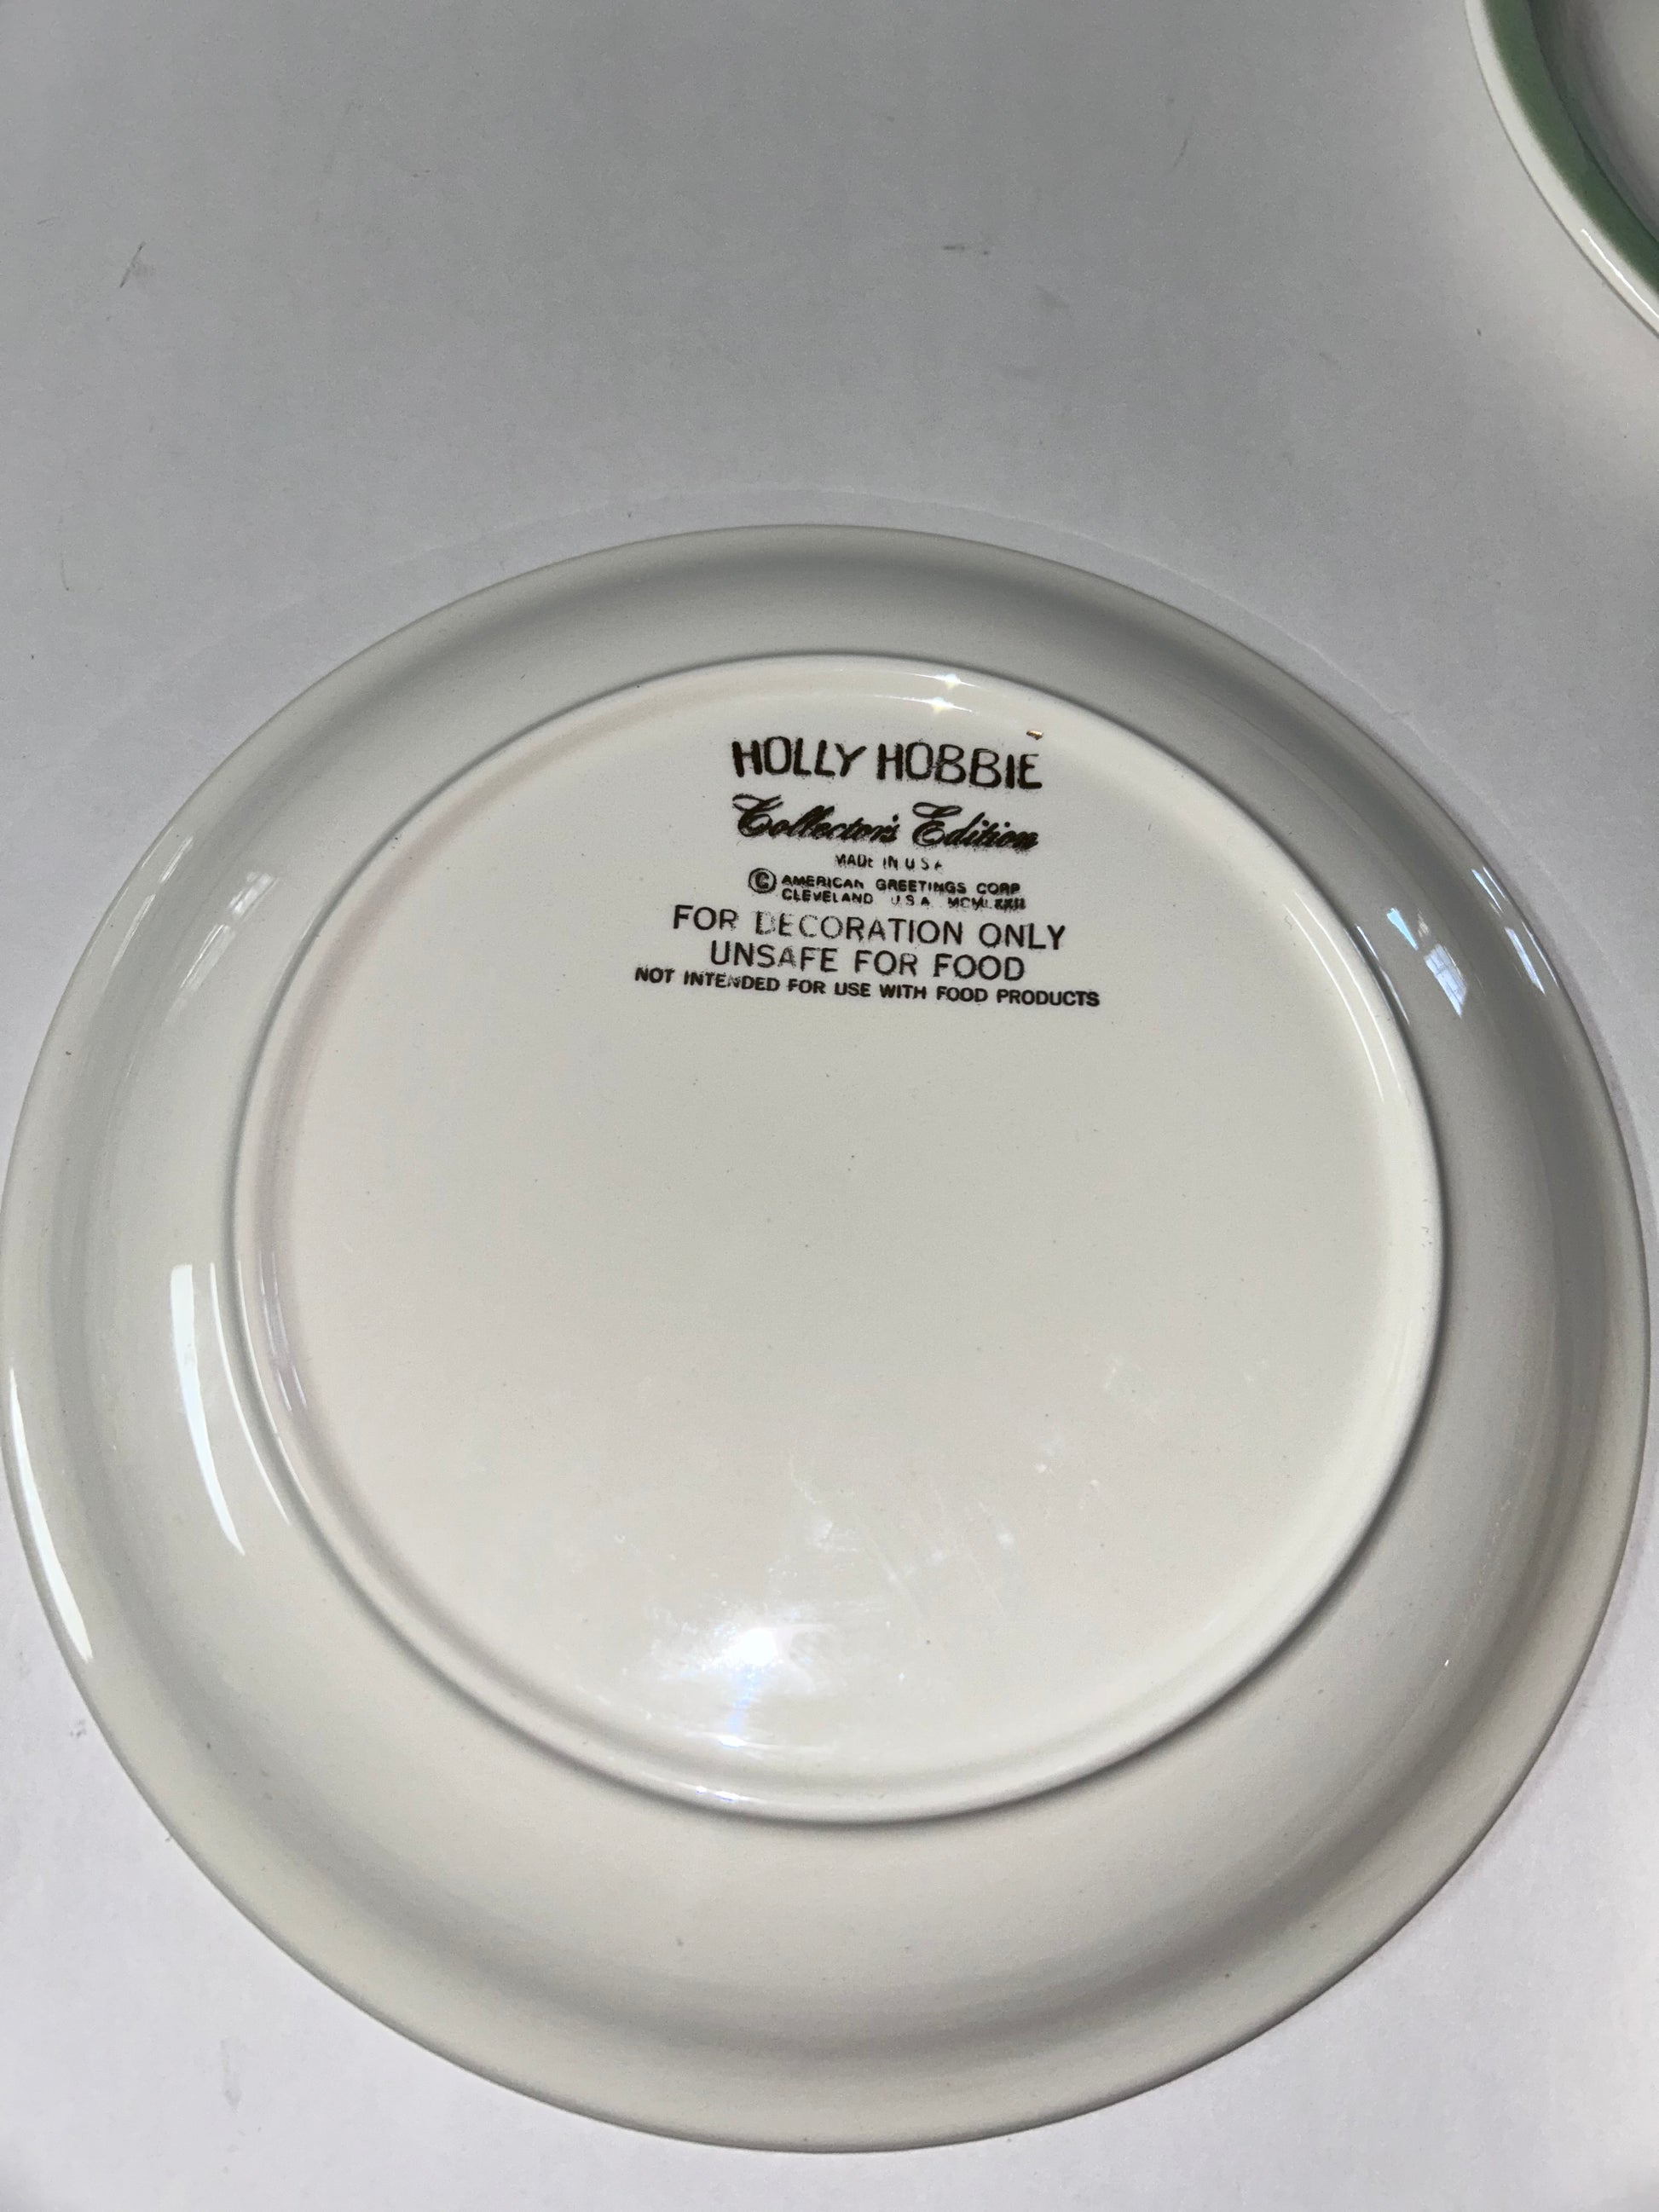 HOLLY HOBBIE
Collector's Edition
MADE IN U S A
© AMERICAN GREETINGS CORP
CLEVELAND U.S.A. MCMLXXII
FOR DECORATION ONLY
UNSAFE FOR FOOD
NOT INTENDED FOR USE WITH FOOD PRODUCTS